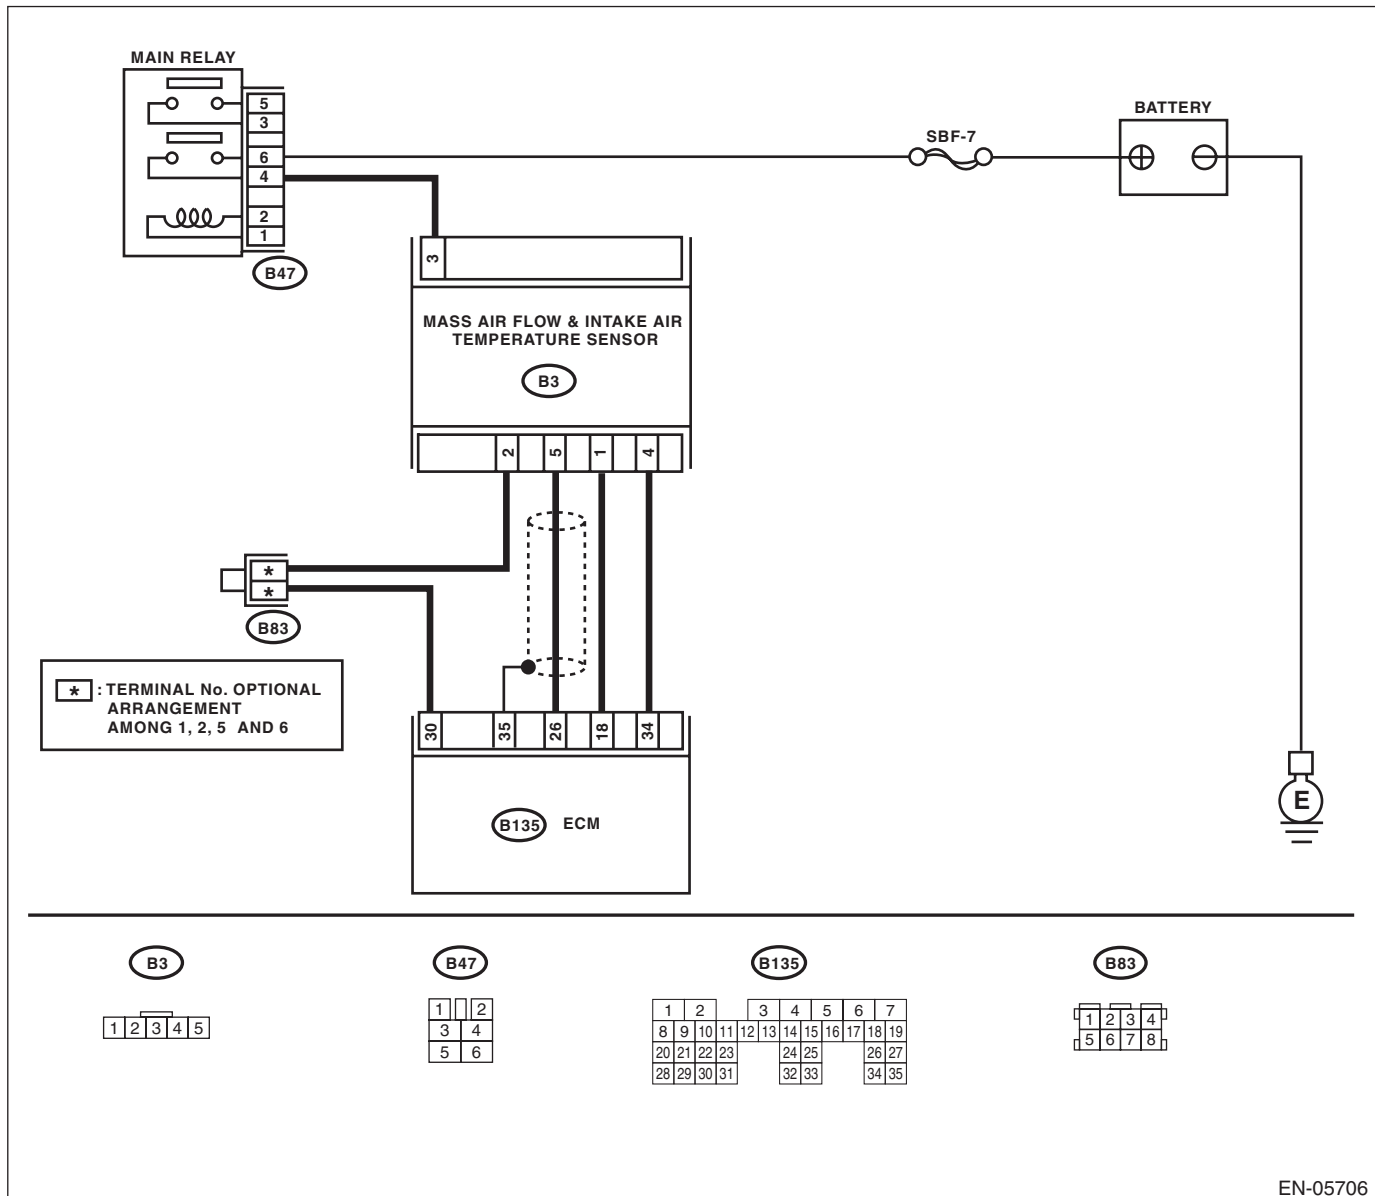 MAIN RELAY
5
3
6
4
2
1
B47
SBF-7
BATTERY
3
MASS AIR FLOW & INTAKE AIR
TEMPERATURE SENSOR
B3
2 5 1 4
*
*
B83
* : TERMINAL No. OPTIONAL
ARRANGEMENT
AMONG 1, 2, 5 AND 6
30 35 26 18 34
B135 ECM
E
B3
1 2 3 4 5
B47
1 2
3 4
5 6
B135
1 2 3 4 5 6 7
8 9 10 11 12 13 14 15 16 17 18 19
20 21 22 23 24 25 26 27
28 29 30 31 32 33 34 35
B83
1 2 3 4
5 6 7 8
EN-05706